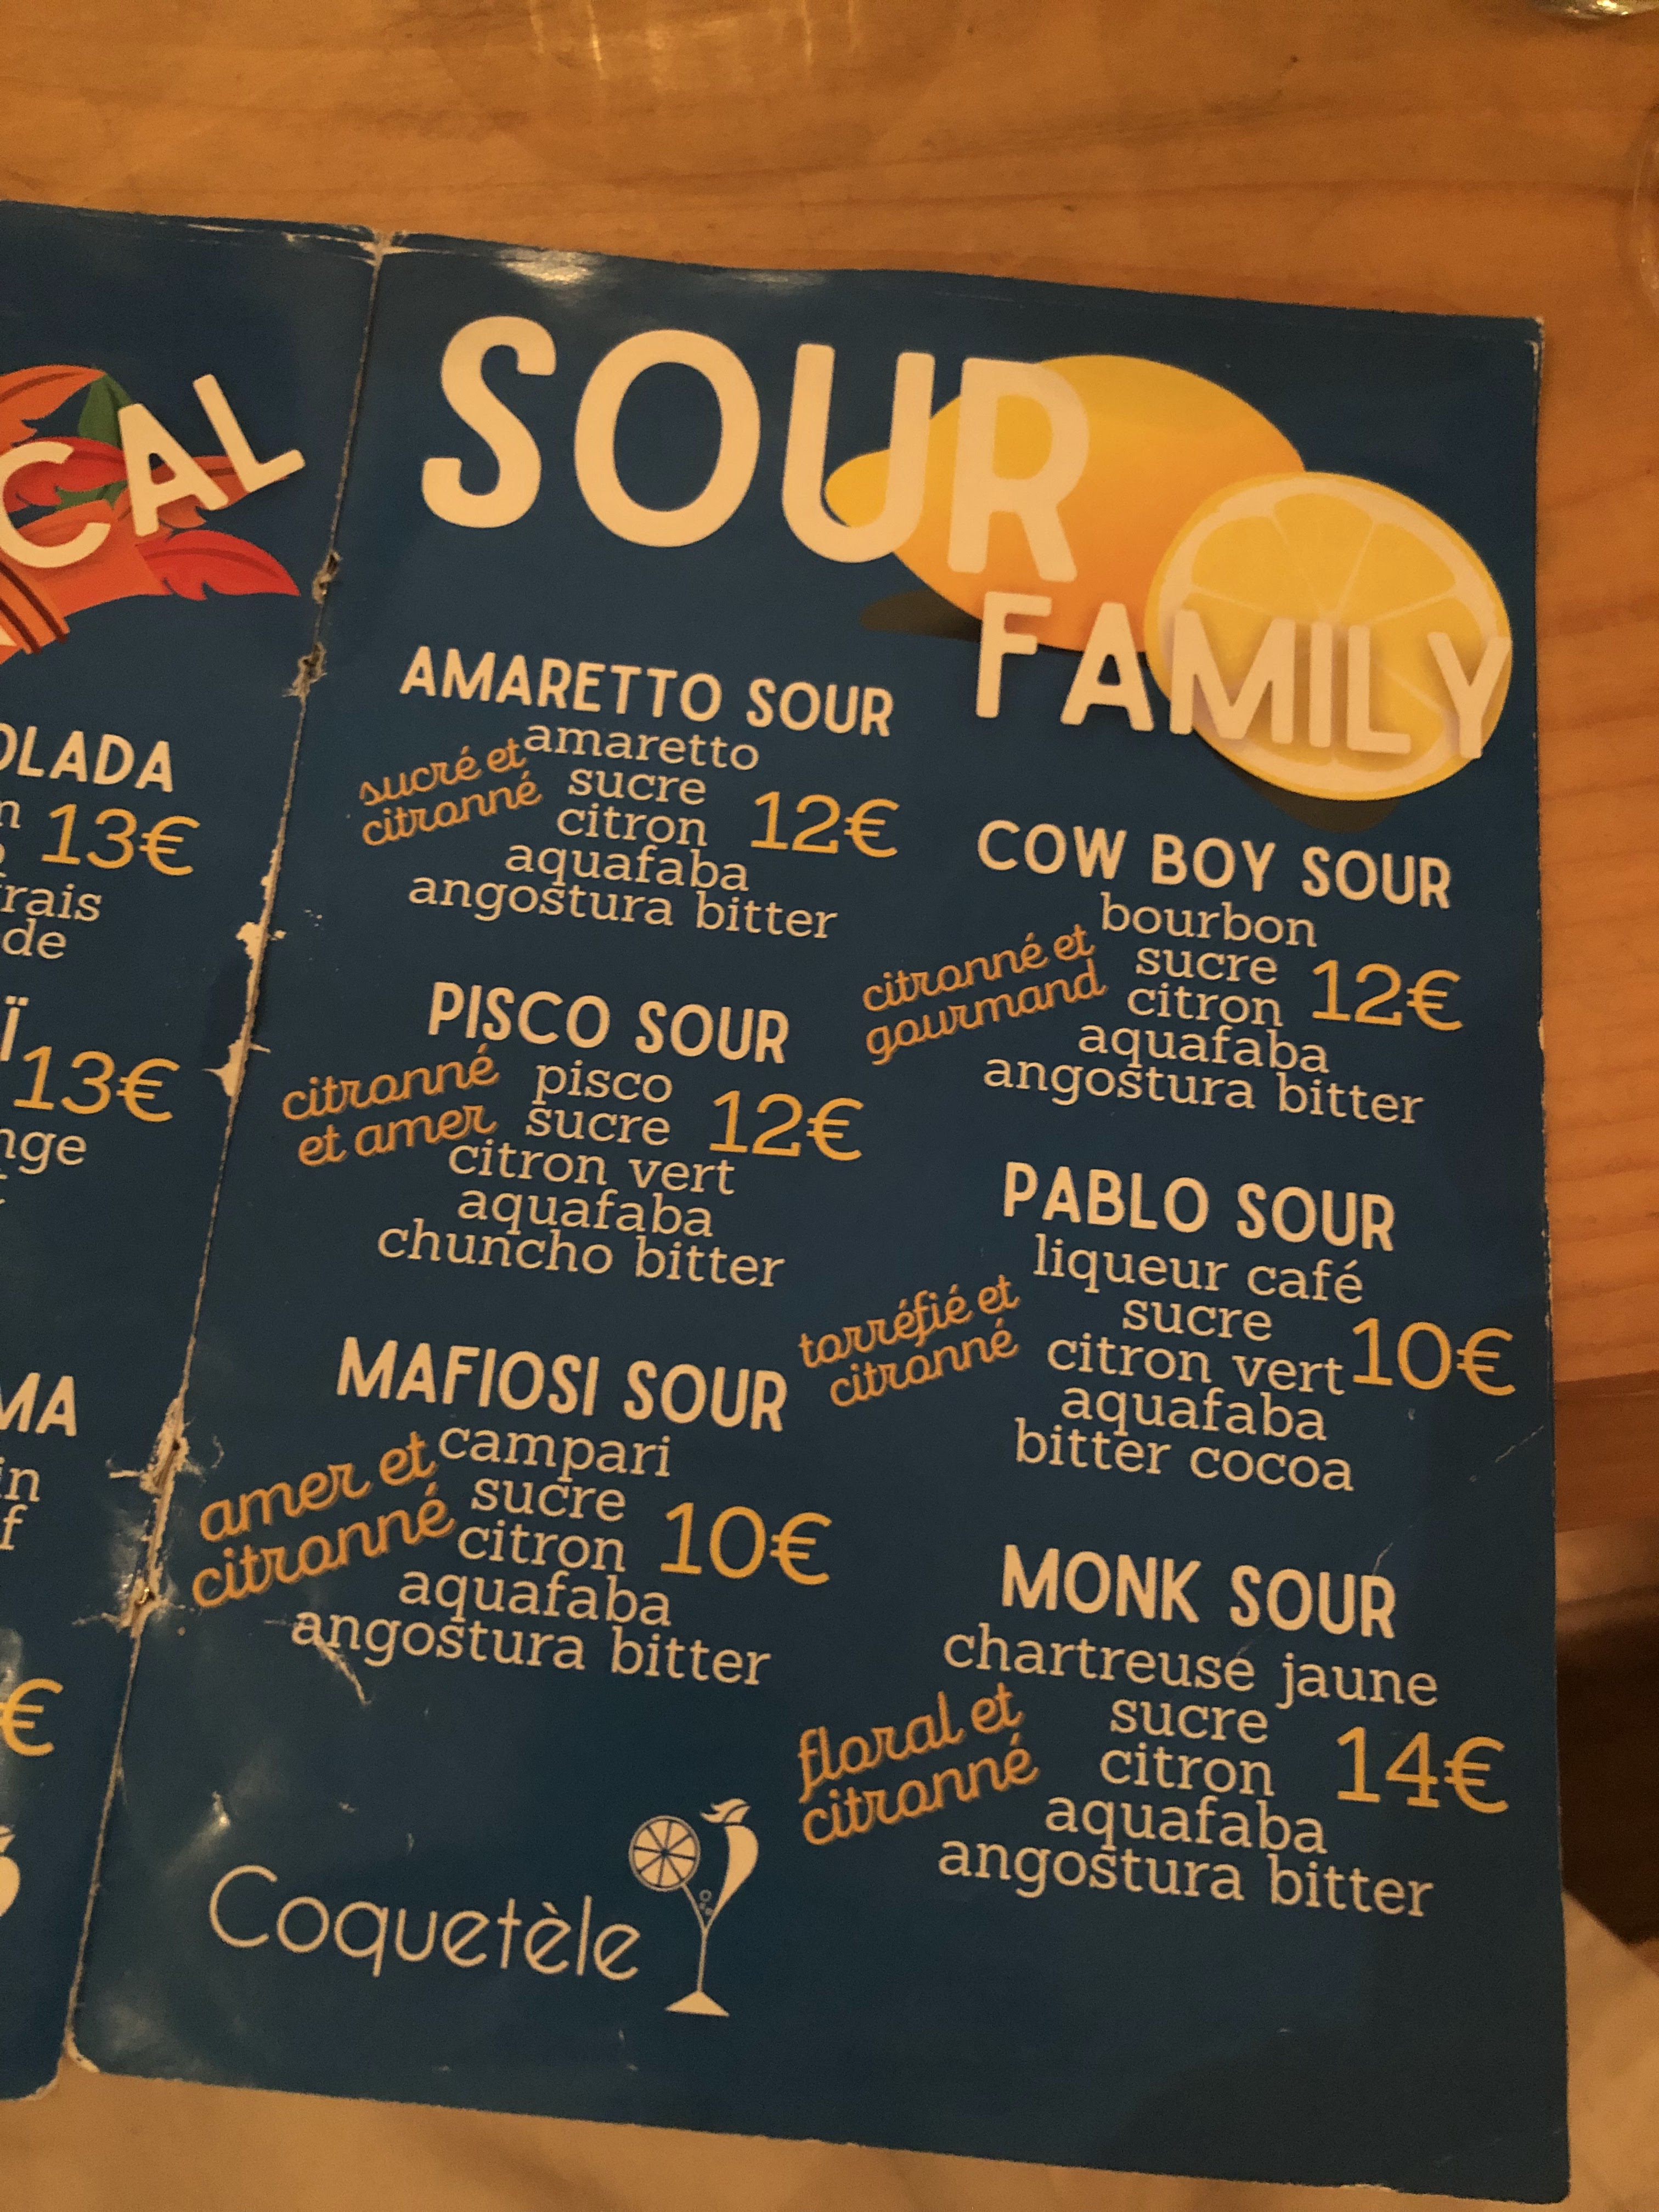 CAL
OLADA
13€
rais
de
Ï
13€
nge
MA
in
f
€
SOUR
FAMILY
AMARETTO SOUR
sucré et
citronné
amaretto
sucre
citron
aquafaba
angostura bitter
12€
PISCO SOUR
citronné
et amer
pisco
sucre
citron vert
aquafaba
chuncho bitter
12€
MAFIOSI SOUR
amer et
citronné
campari
sucre
citron
aquafaba
angostura bitter
10€
COW BOY SOUR
citronné et
gourmand
bourbon
sucre
citron
aquafaba
angostura bitter
12€
PABLO SOUR
torréfié et
citronné
liqueur café
sucre
citron vert
aquafaba
bitter cocoa
10€
MONK SOUR
floral et
citronné
chartreuse jaune
sucre
citron
aquafaba
angostura bitter
14€
Coquetèle